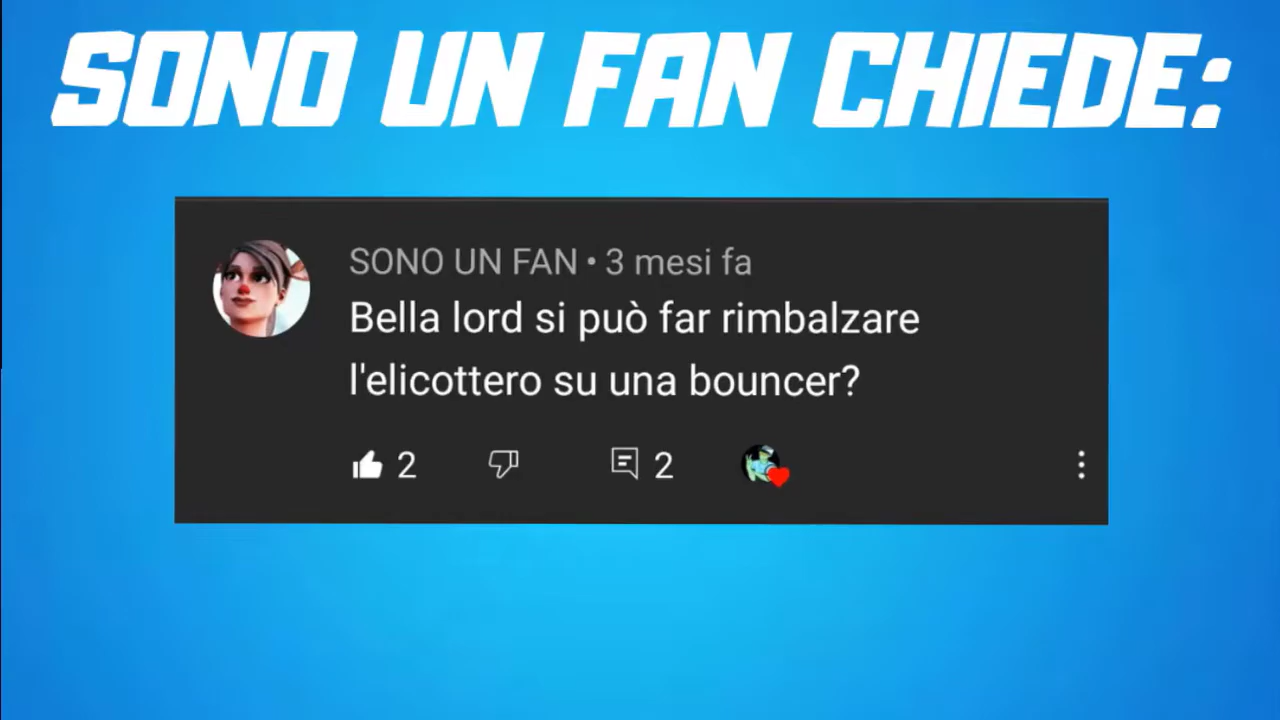 SONO UN FAN CHIEDE:
SONO UN FAN • 3 mesi fa
Bella lord si può far rimbalzare
l'elicottero su una bouncer?
2 2